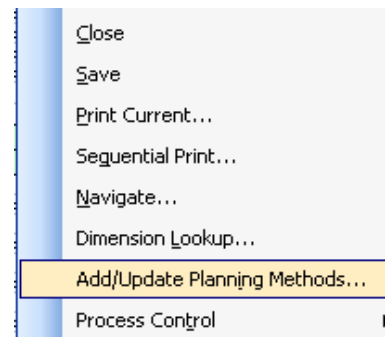 Close
Save
Print Current...
Sequential Print...
Navigate...
Dimension Lookup...
Add/Update Planning Methods...
Process Control